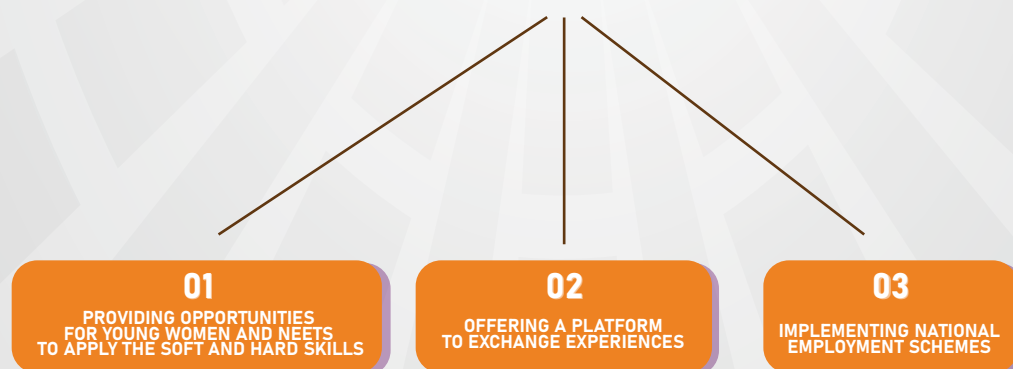 01
PROVIDING OPPORTUNITIES
FOR YOUNG WOMEN AND NEETS
TO APPLY THE SOFT AND HARD SKILLS
02
OFFERING A PLATFORM
TO EXCHANGE EXPERIENCES
03
IMPLEMENTING NATIONAL
EMPLOYMENT SCHEMES